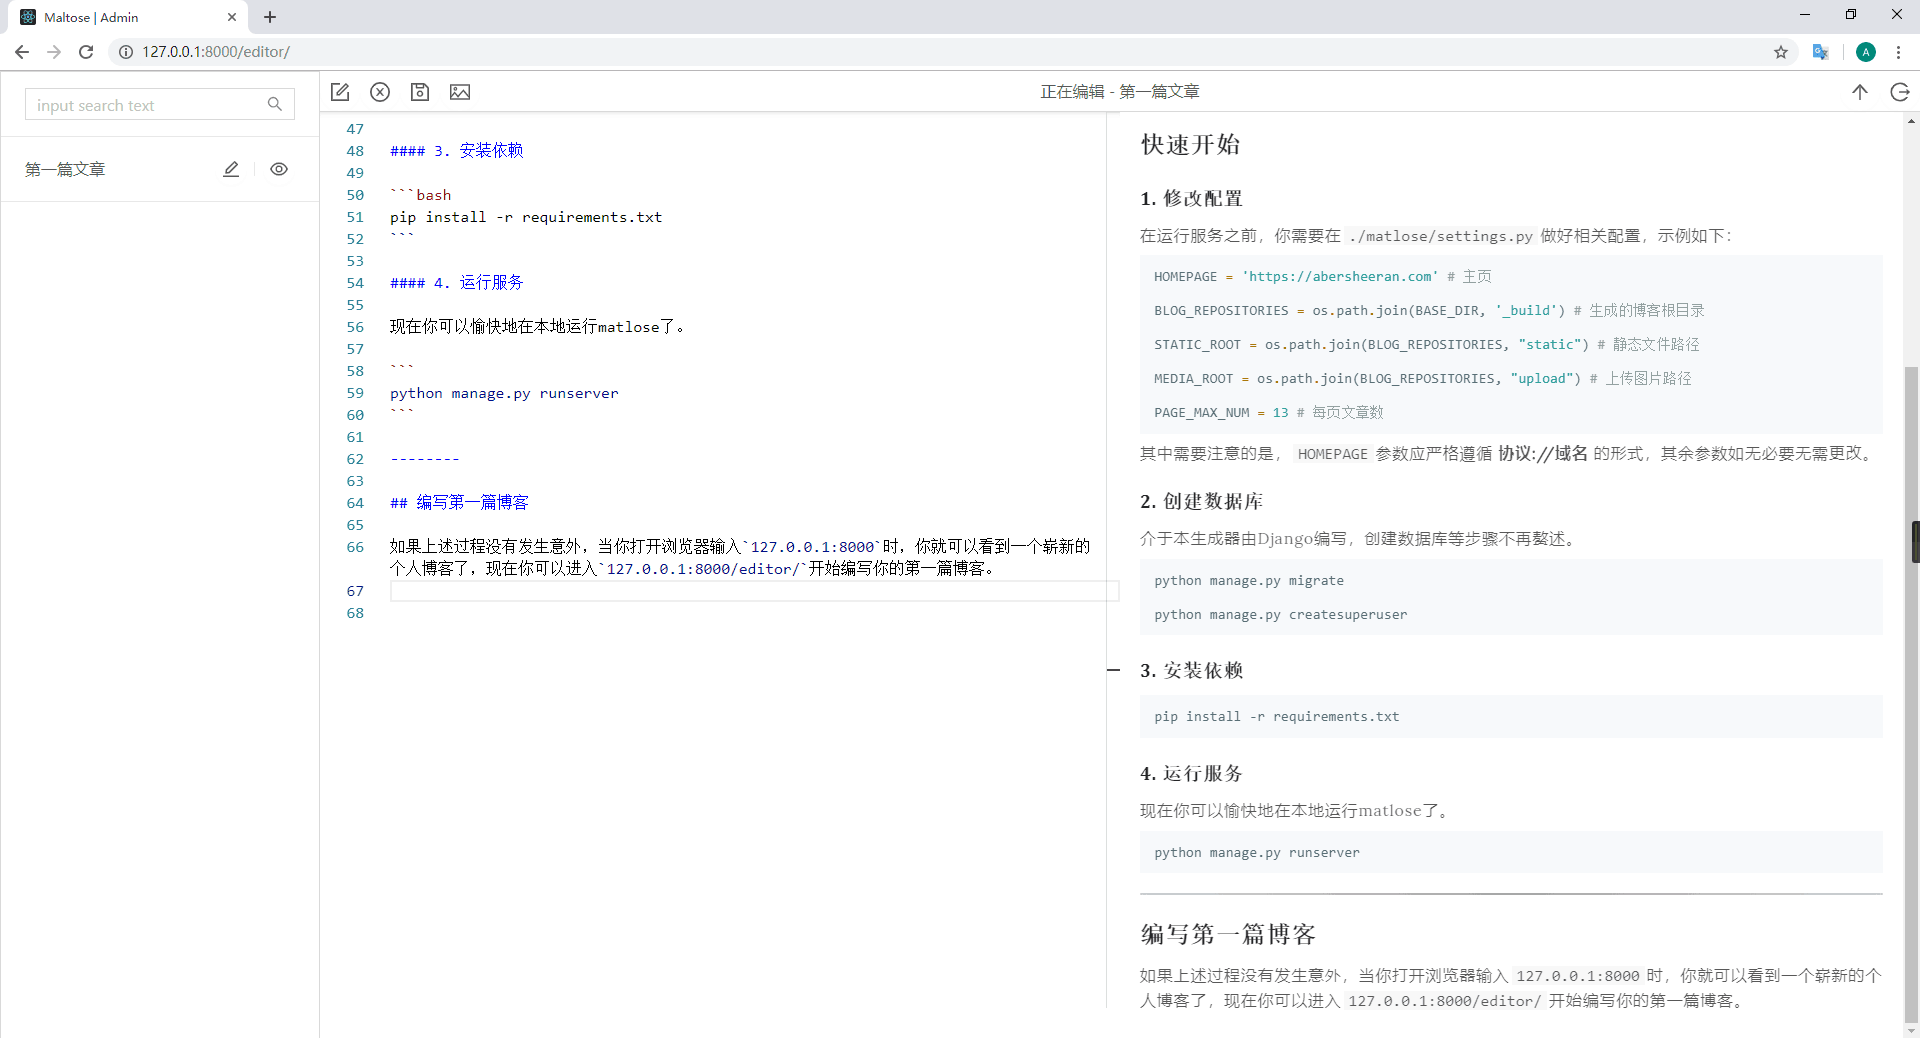 Maltose | Admin
127.0.0.1:8000/editor/
A
input search text
正在编辑 - 第一篇文章
第一篇文章
47
48 #### 3. 安装依赖
49
50 ```bash
51 pip install -r requirements.txt
52 ```
53
54 #### 4. 运行服务
55
56 现在你可以愉快地在本地运行matlose了。
57
58 ```
59 python manage.py runserver
60 ```
61
62 --------
63
64 ## 编写第一篇博客
65
66 如果上述过程没有发生意外，当你打开浏览器输入`127.0.0.1:8000`时，你就可以看到一个崭新的
个人博客了，现在你可以进入`127.0.0.1:8000/editor/`开始编写你的第一篇博客。
67
68
快速开始
1. 修改配置
在运行服务之前，你需要在 ./matlose/settings.py 做好相关配置，示例如下：
HOMEPAGE = 'https://abersheeran.com' # 主页
BLOG_REPOSITORIES = os.path.join(BASE_DIR, '_build') # 生成的博客根目录
STATIC_ROOT = os.path.join(BLOG_REPOSITORIES, "static") # 静态文件路径
MEDIA_ROOT = os.path.join(BLOG_REPOSITORIES, "upload") # 上传图片路径
PAGE_MAX_NUM = 13 # 每页文章数
其中需要注意的是， HOMEPAGE 参数应严格遵循 协议://域名 的形式，其余参数如无必要无需更改。
2. 创建数据库
介于本生成器由Django编写，创建数据库等步骤不再赘述。
python manage.py migrate
python manage.py createsuperuser
3. 安装依赖
pip install -r requirements.txt
4. 运行服务
现在你可以愉快地在本地运行matlose了。
python manage.py runserver
编写第一篇博客
如果上述过程没有发生意外，当你打开浏览器输入 127.0.0.1:8000 时，你就可以看到一个崭新的个
人博客了，现在你可以进入 127.0.0.1:8000/editor/ 开始编写你的第一篇博客。